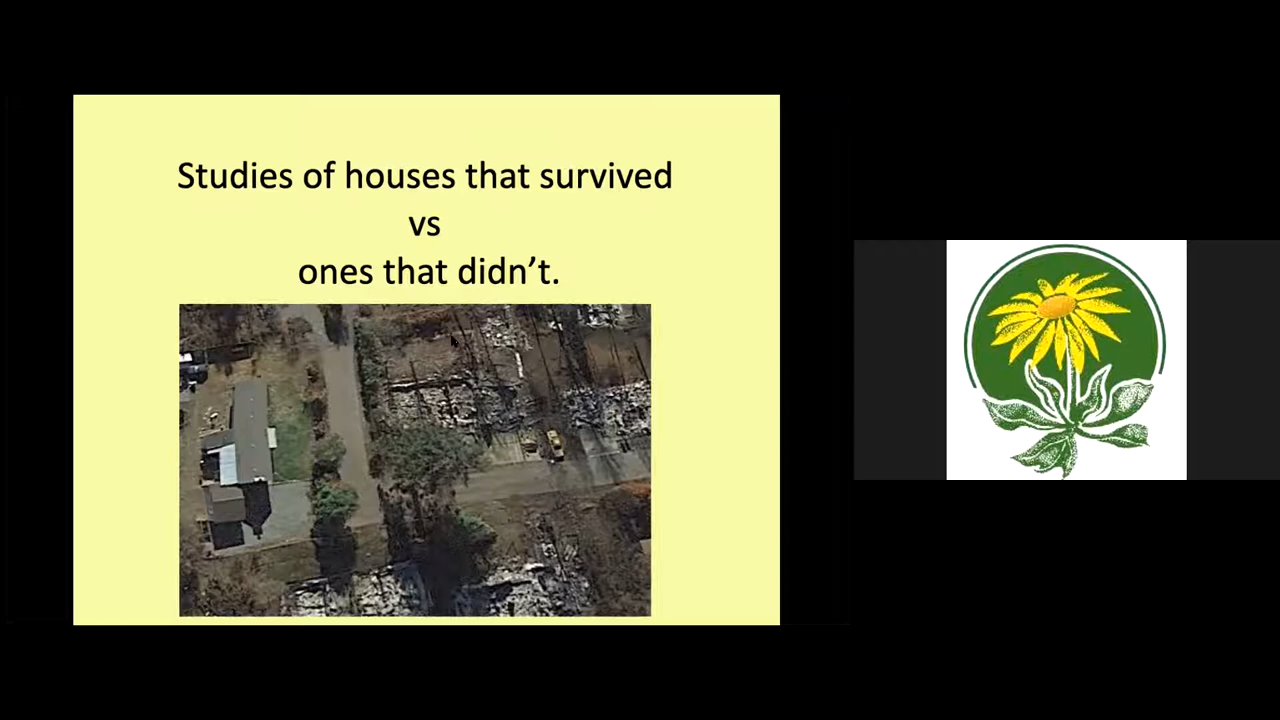 Studies of houses that survived
vs
ones that didn’t.